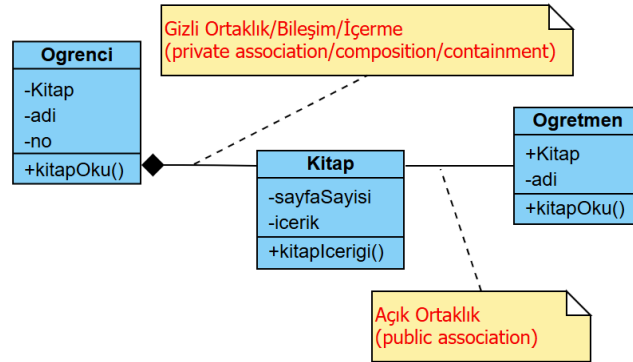 Gizli Ortaklık/Bileşim/İçerme
(private association/composition/containment)
Ogrenci
-Kitap
-adi
-no
+kitapOku()
Kitap
-sayfaSayisi
-icerik
+kitapIcerigi()
Ogretmen
+Kitap
-adi
+kitapOku()
Açık Ortaklık
(public association)